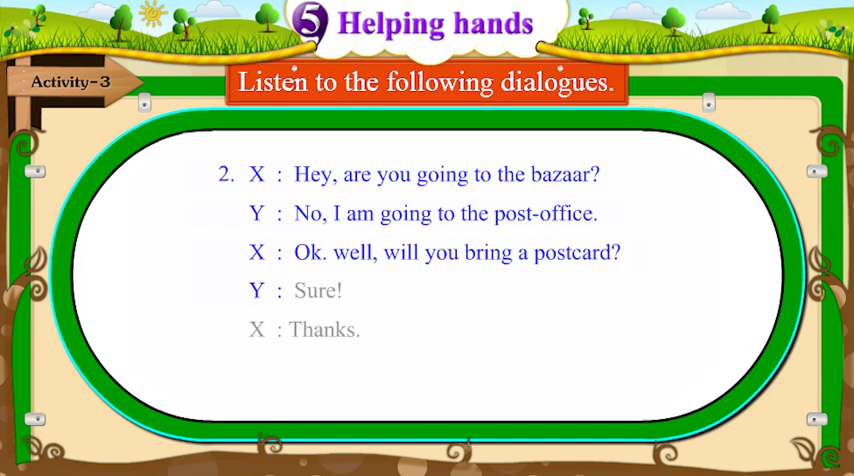 5 Helping hands
Activity-3
Listen to the following dialogues.
2. X : Hey, are you going to the bazaar?
Y : No, I am going to the post-office.
X : Ok. well, will you bring a postcard?
Y : Sure!
X : Thanks.